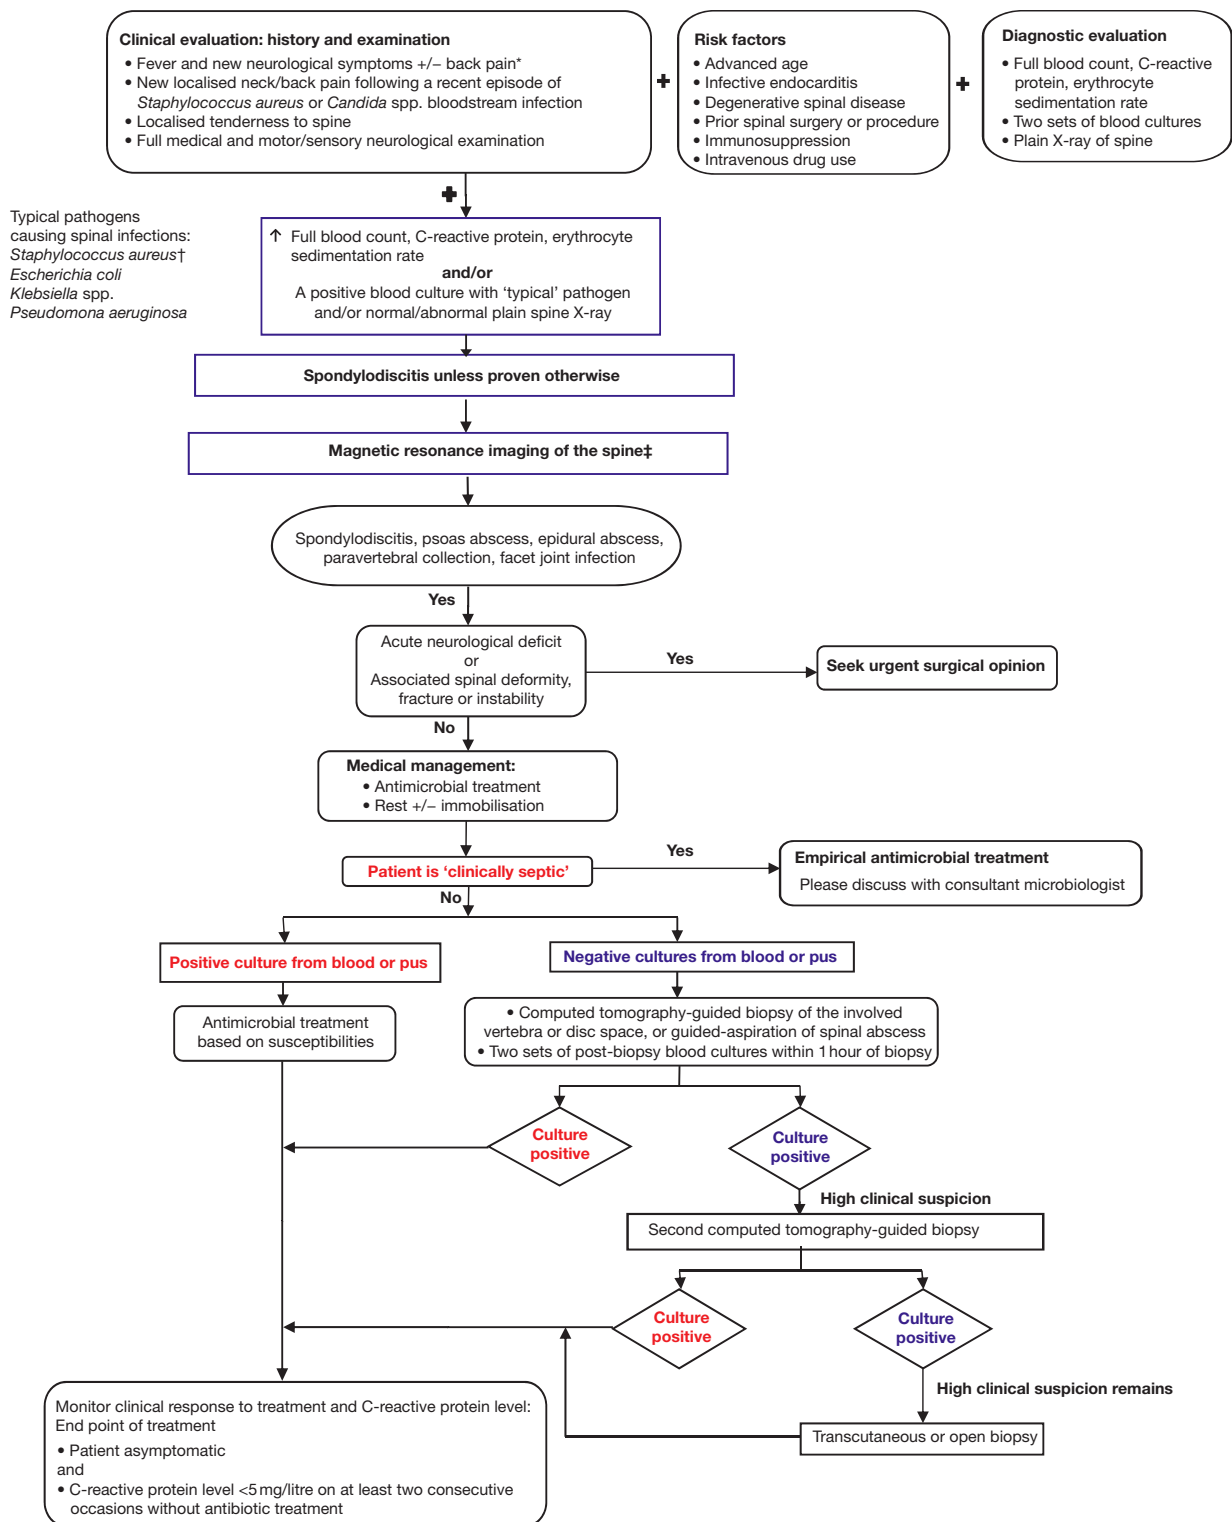 Clinical evaluation: history and examination
• Fever and new neurological symptoms +/− back pain*
• New localised neck/back pain following a recent episode of
Staphylococcus aureus or Candida spp. bloodstream infection
• Localised tenderness to spine
• Full medical and motor/sensory neurological examination
+
Risk factors
• Advanced age
• Infective endocarditis
• Degenerative spinal disease
• Prior spinal surgery or procedure
• Immunosuppression
• Intravenous drug use
+
Diagnostic evaluation
• Full blood count, C-reactive
protein, erythrocyte
sedimentation rate
• Two sets of blood cultures
• Plain X-ray of spine
+
Typical pathogens
causing spinal infections:
Staphylococcus aureus†
Escherichia coli
Klebsiella spp.
Pseudomona aeruginosa
↑ Full blood count, C-reactive protein, erythrocyte
sedimentation rate
and/or
A positive blood culture with ‘typical’ pathogen
and/or normal/abnormal plain spine X-ray
Spondylodiscitis unless proven otherwise
Magnetic resonance imaging of the spine‡
Spondylodiscitis, psoas abscess, epidural abscess,
paravertebral collection, facet joint infection
Yes
Acute neurological deficit
or
Associated spinal deformity,
fracture or instability
Yes
Seek urgent surgical opinion
No
Medical management:
• Antimicrobial treatment
• Rest +/− immobilisation
Patient is ‘clinically septic’
Yes
Empirical antimicrobial treatment
Please discuss with consultant microbiologist
No
Positive culture from blood or pus
Negative cultures from blood or pus
Antimicrobial treatment
based on susceptibilities
• Computed tomography-guided biopsy of the involved
vertebra or disc space, or guided-aspiration of spinal abscess
• Two sets of post-biopsy blood cultures within 1 hour of biopsy
Culture
positive
Culture
positive
High clinical suspicion
Second computed tomography-guided biopsy
Culture
positive
Culture
positive
High clinical suspicion remains
Transcutaneous or open biopsy
Monitor clinical response to treatment and C-reactive protein level:
End point of treatment
• Patient asymptomatic
and
• C-reactive protein level <5 mg/litre on at least two consecutive
occasions without antibiotic treatment